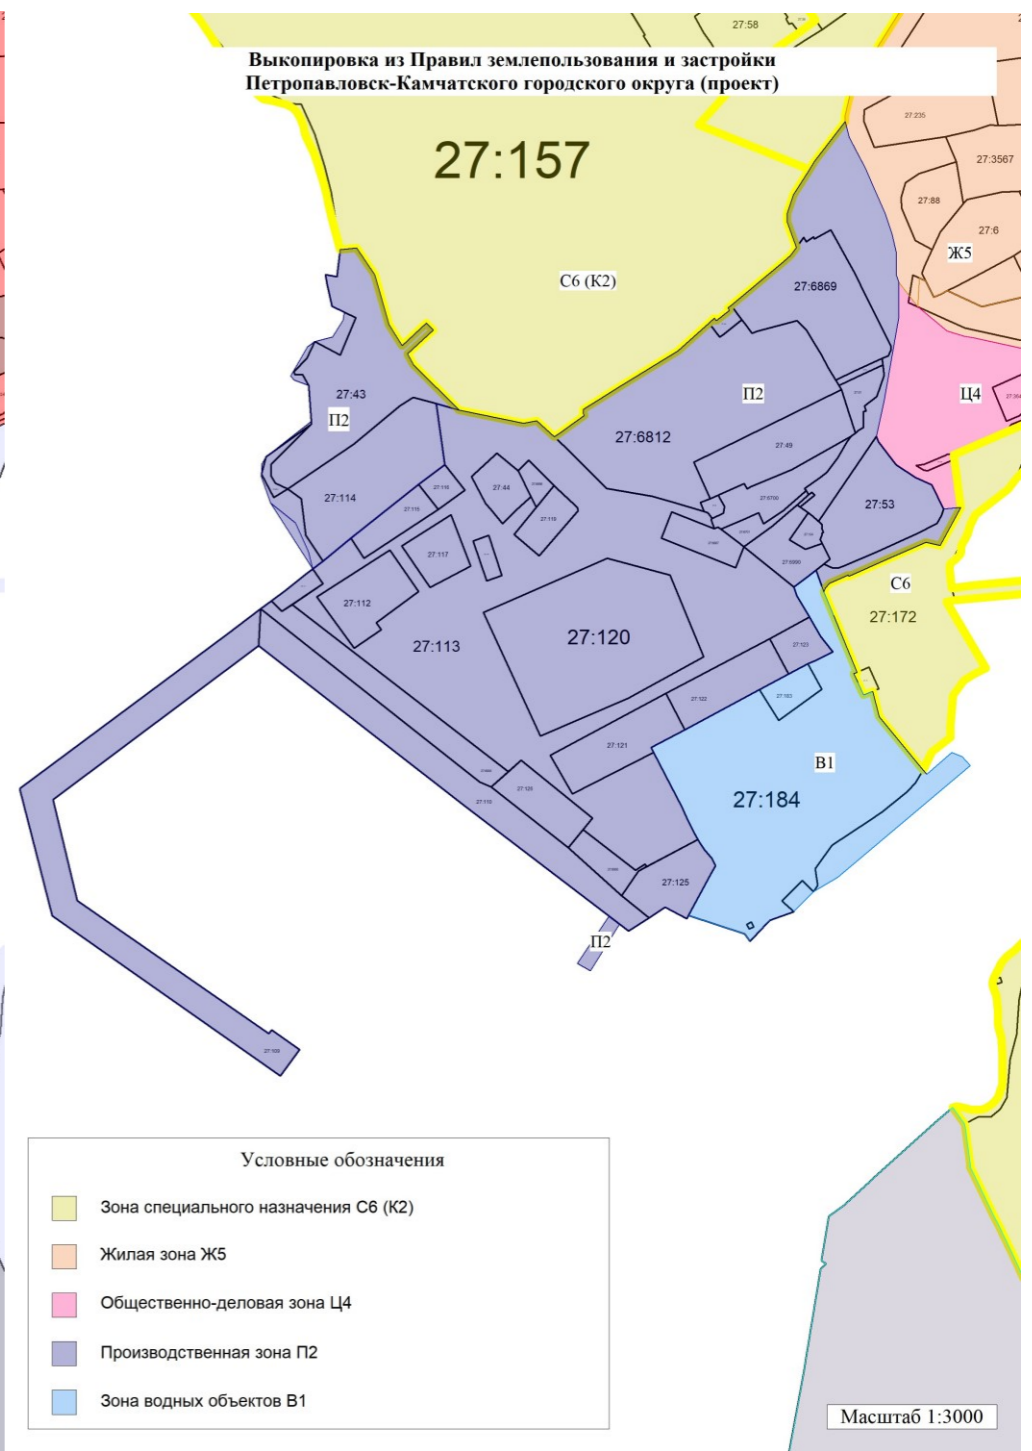 27:58
Выкопировка из Правил землепользования и застройки
Петропавловск-Камчатского городского округа (проект)
27:235
27:157
27:3567
27:88
27:6
Ж5
С6 (К2)
27:6869
27:43
П2
П2
Ц4
27:6812
27:49
27:44
27:114
27:53
27:117
С6
27:112
27:172
27:113
27:120
27:123
27:122
27:183
27:121
В1
27:184
27:125
П2
27:109
Условные обозначения
Зона специального назначения С6 (К2)
Жилая зона Ж5
Общественно-деловая зона Ц4
Производственная зона П2
Зона водных объектов В1
Масштаб 1:3000